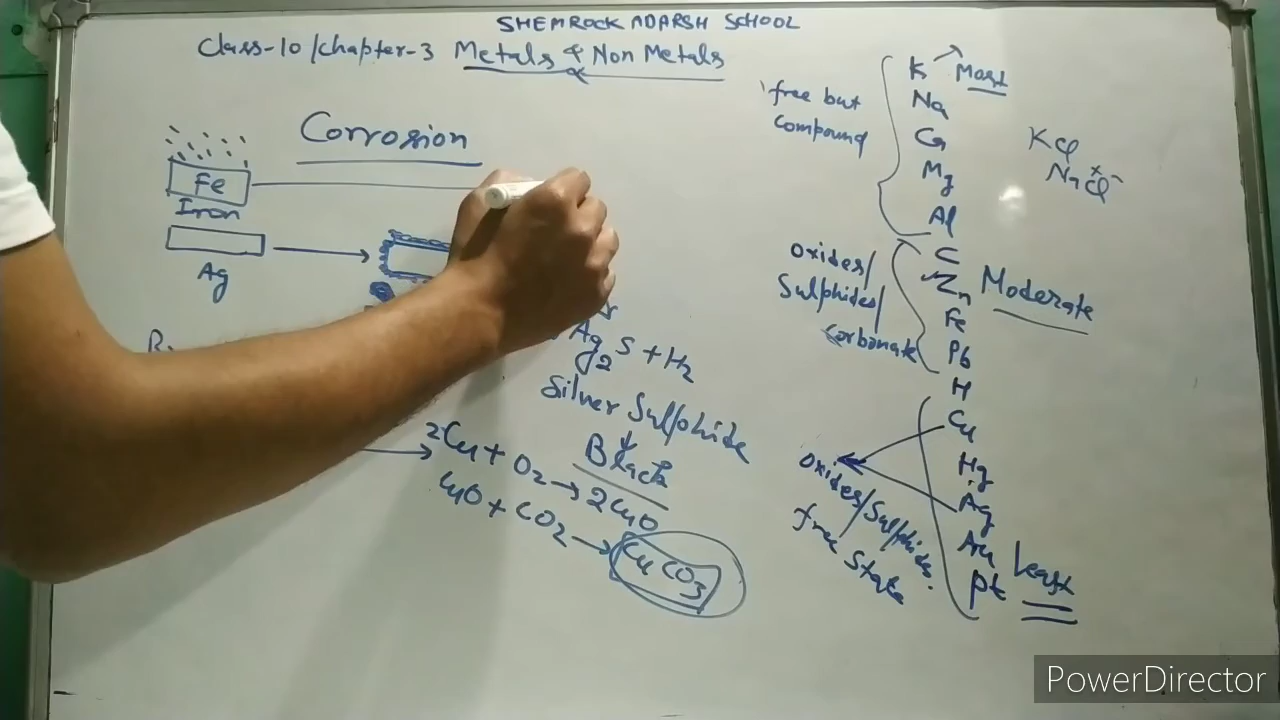 SHEMROCK ADARSH SCHOOL
Class-10/chapter-3 Metals & Non Metals
Corrosion
Fe
Iron
Ag
Ag2S + H2
Silver Sulphide
Black
2Cu + O2 → 2CuO
CuO + CO2 → CuCO3
free but
compound
Oxides/
Sulphides/
Carbonate
Oxides/Sulphides.
free State
K → Most
Na
Ca
Mg
Al
C
Zn
Fe
Pb
H
Cu
Hg
Ag
Au
Pt
Moderate
Least
KCl
Na+Cl-
PowerDirector